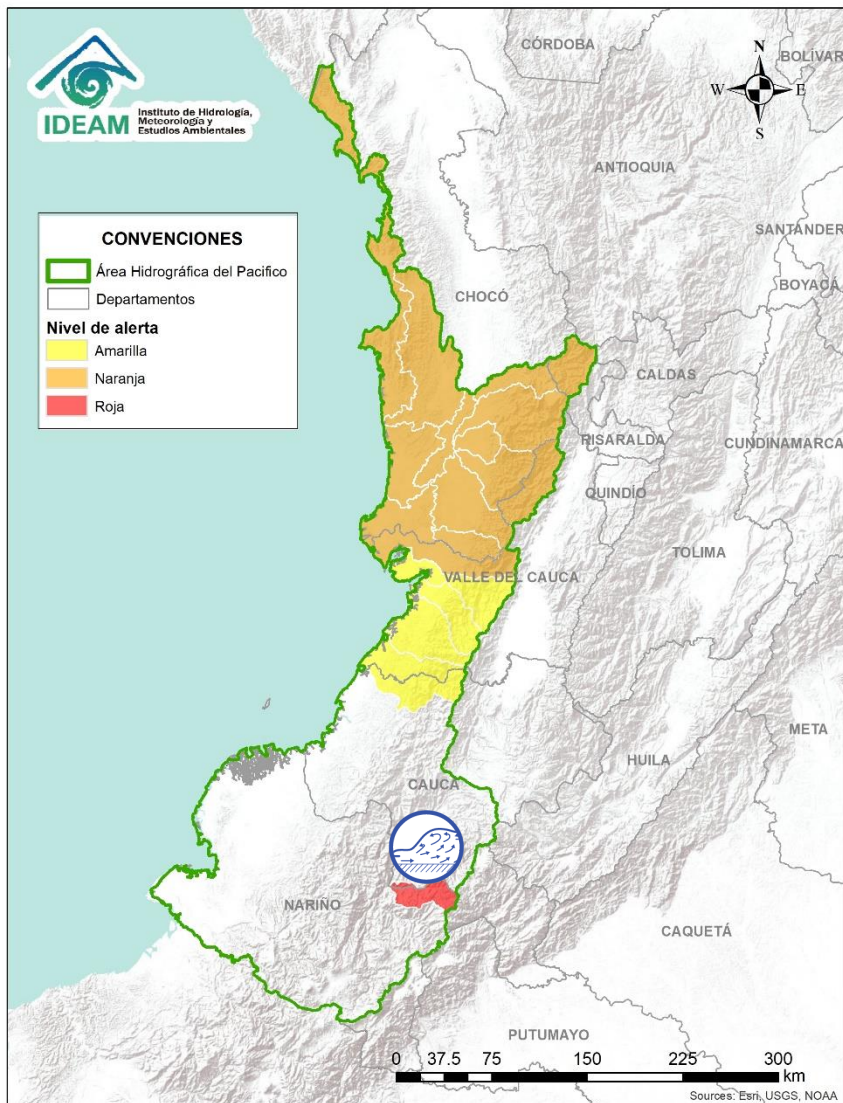 IDEAM
Instituto de Hidrología,
Meteorología y
Estudios Ambientales
CÓRDOBA
BOLÍVAR
N
W
E
S
ANTIOQUIA
SANTANDER
BOYACÁ
CONVENCIONES
Área Hidrográfica del Pacifico
Departamentos
Nivel de alerta
Amarilla
Naranja
Roja
CHOCÓ
CALDAS
RISARALDA
CUNDINAMARCA
QUINDÍO
TOLIMA
VALLE DEL CAUCA
META
HUILA
CAUCA
NARIÑO
CAQUETÁ
PUTUMAYO
0 37.5 75 150 225 300
km
Sources: Esri, USGS, NOAA